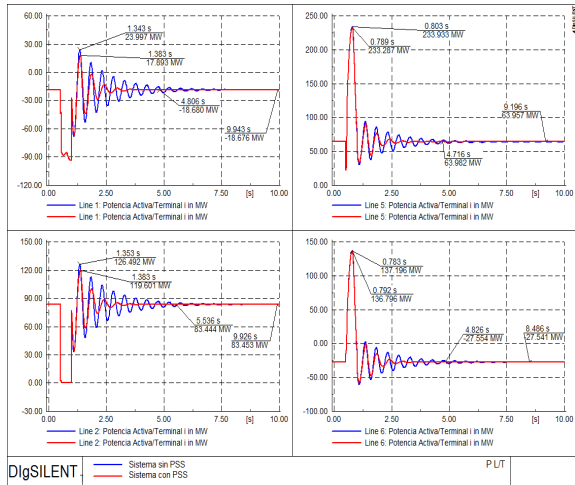 60.00
30.00
0.00
-30.00
-60.00
-90.00
-120.00
0.00 2.50 5.00 7.50 [s] 10.00
1.343 s
23.997 MW
1.383 s
17.893 MW
4.806 s
-18.680 MW
9.943 s
-18.676 MW
Line 1: Potencia Activa/Terminal i in MW
Line 1: Potencia Activa/Terminal i in MW
250.00
200.00
150.00
100.00
50.00
0.00
0.00 2.50 5.00 7.50 [s] 10.00
0.803 s
233.933 MW
0.789 s
233.287 MW
9.196 s
63.957 MW
4.716 s
63.982 MW
Line 5: Potencia Activa/Terminal i in MW
Line 5: Potencia Activa/Terminal i in MW
150.00
120.00
90.00
60.00
30.00
0.00
-30.00
0.00 2.50 5.00 7.50 [s] 10.00
1.353 s
126.492 MW
1.383 s
119.601 MW
5.536 s
83.444 MW
9.926 s
83.453 MW
Line 2: Potencia Activa/Terminal i in MW
Line 2: Potencia Activa/Terminal i in MW
150.00
100.00
50.00
0.00
-50.00
-100.00
0.00 2.50 5.00 7.50 [s] 10.00
0.783 s
137.196 MW
0.792 s
136.796 MW
4.826 s
-27.554 MW
8.486 s
-27.541 MW
Line 6: Potencia Activa/Terminal i in MW
Line 6: Potencia Activa/Terminal i in MW
DIgSILENT
Sistema sin PSS
Sistema con PSS
P L/T